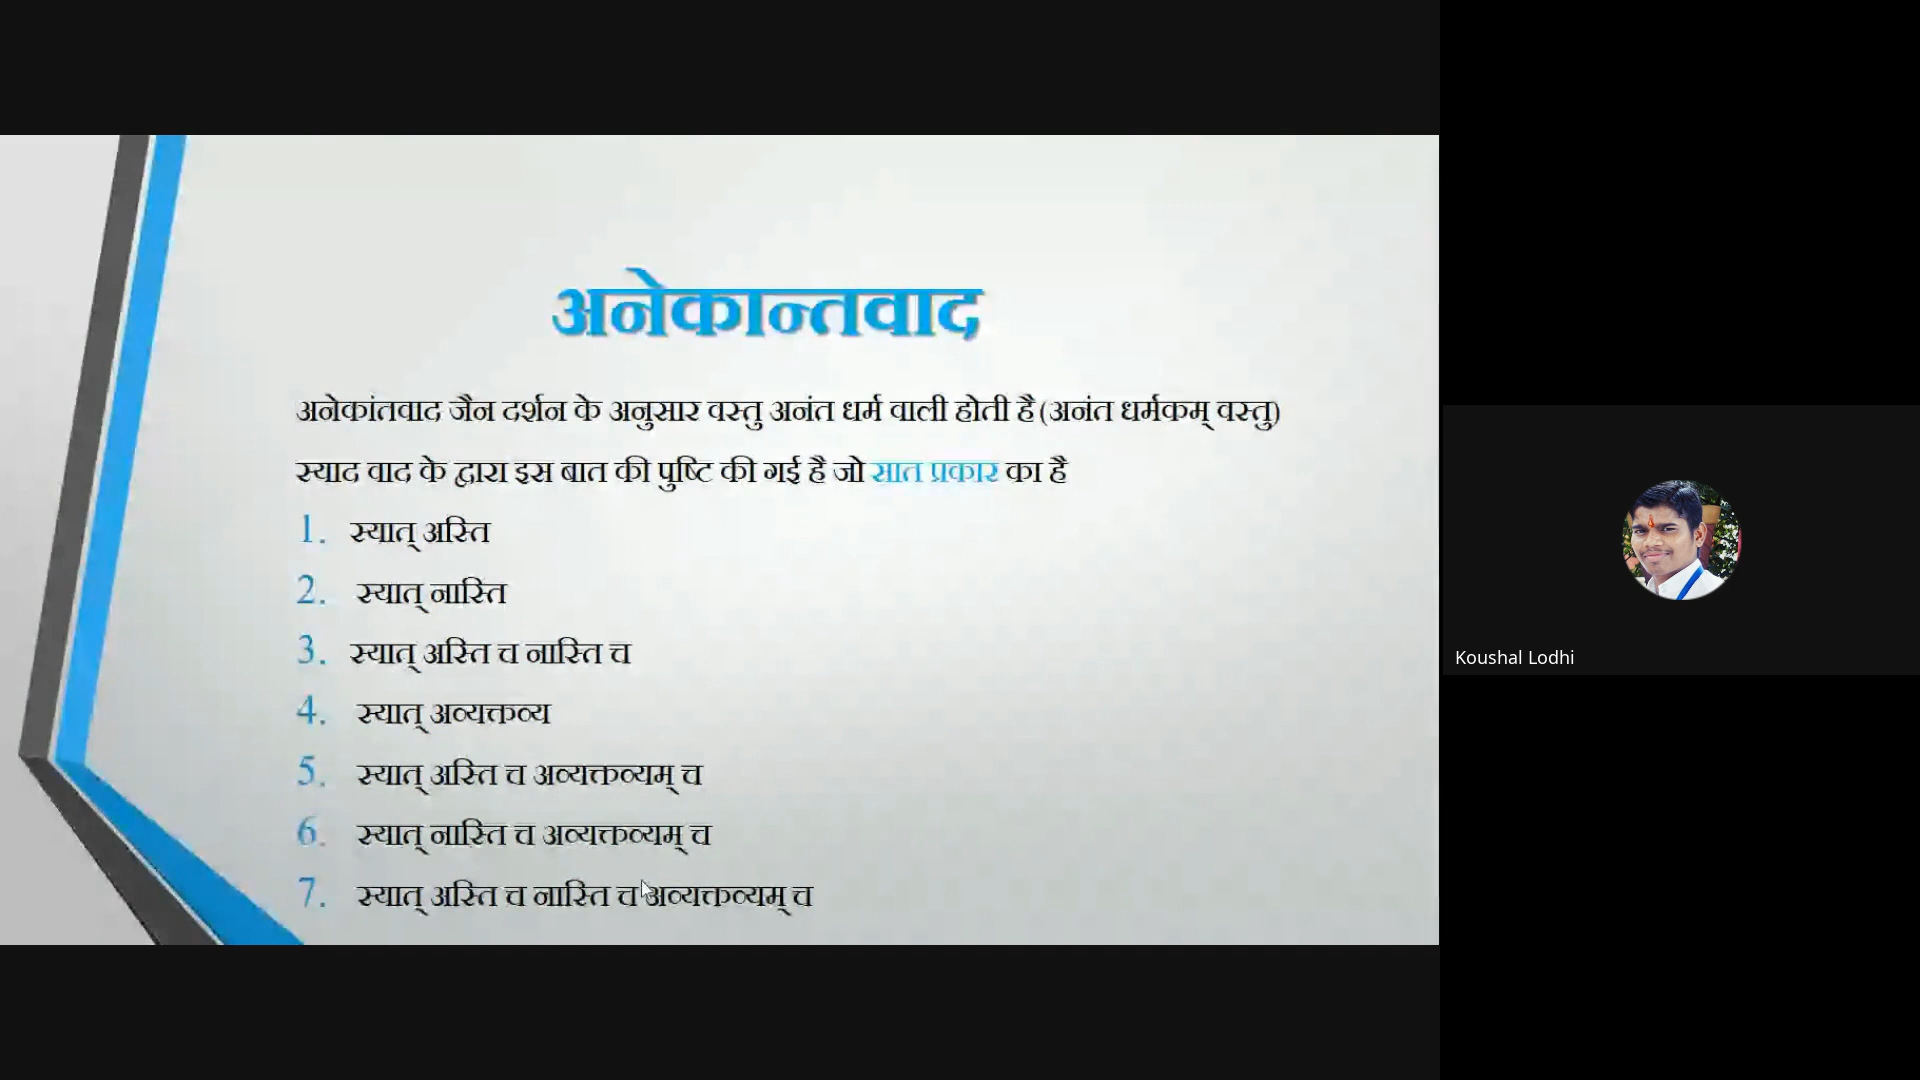 अनेकान्तवाद
अनेकांतवाद जैन दर्शन के अनुसार वस्तु अनंत धर्म वाली होती है (अनंत धर्मकम् वस्तु)
स्याद वाद के द्वारा इस बात की पुष्टि की गई है जो सात प्रकार का है
1. स्यात् अस्ति
2. स्यात् नास्ति
3. स्यात् अस्ति च नास्ति च
4. स्यात् अव्यक्तव्य
5. स्यात् अस्ति च अव्यक्तव्यम् च
6. स्यात् नास्ति च अव्यक्तव्यम् च
7. स्यात् अस्ति च नास्ति च अव्यक्तव्यम् च
Koushal Lodhi